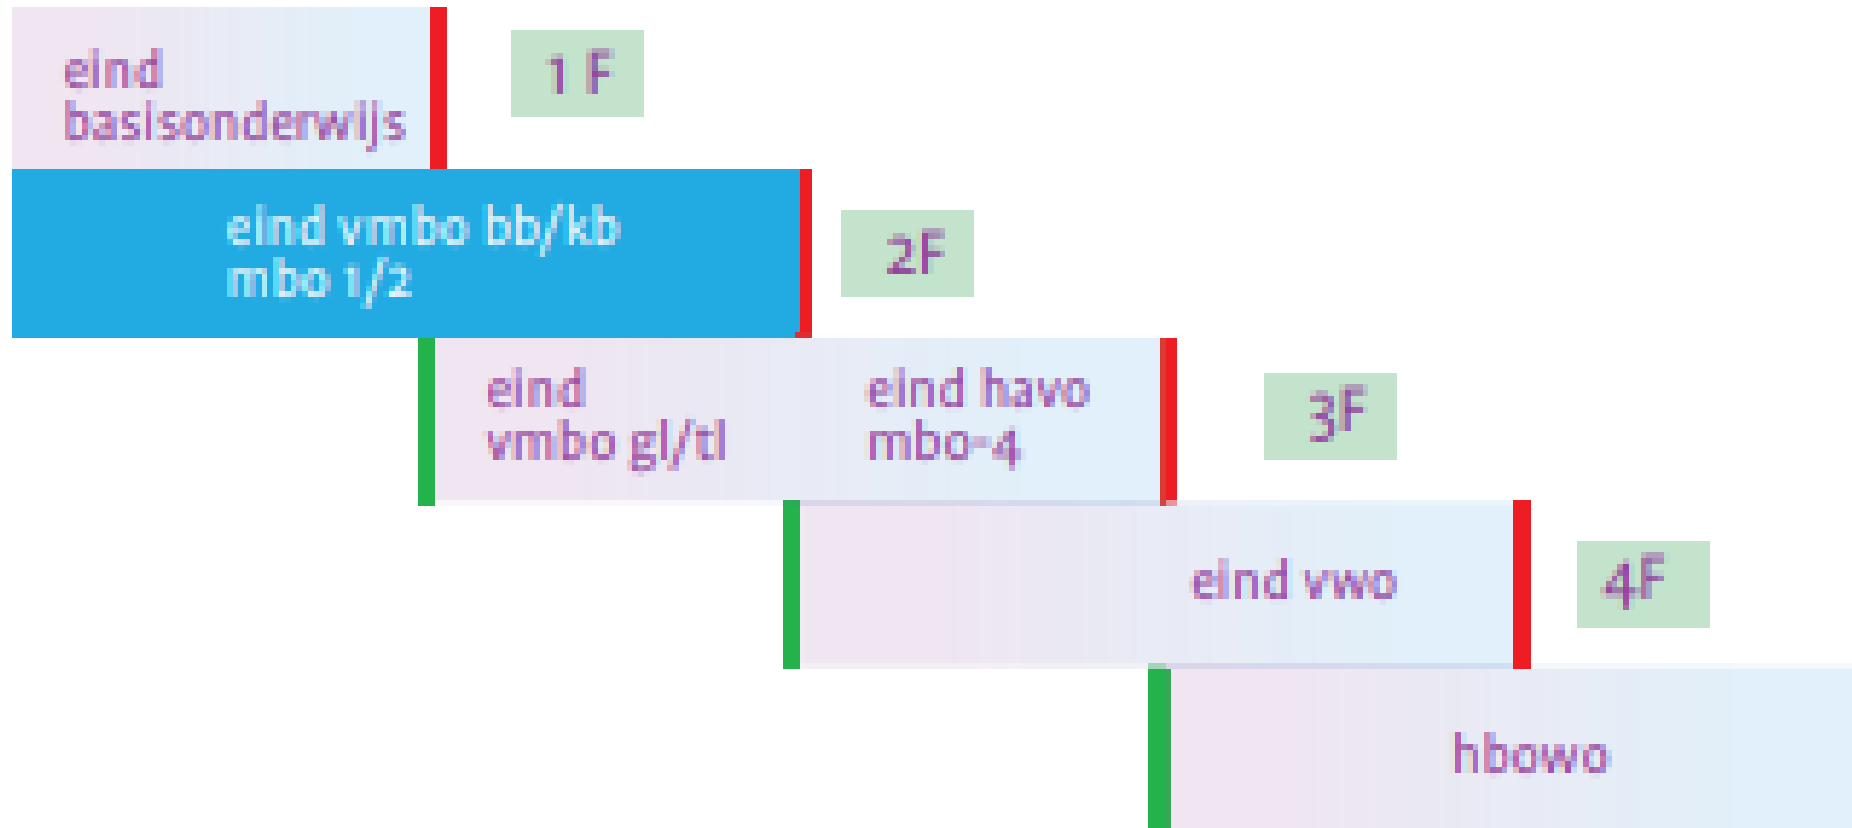 eind
basisonderwijs
1 F
eind vmbo bb/kb
mbo 1/2
2F
eind
vmbo gl/tl
eind havo
mbo-4
3F
eind vwo
4F
hbowo